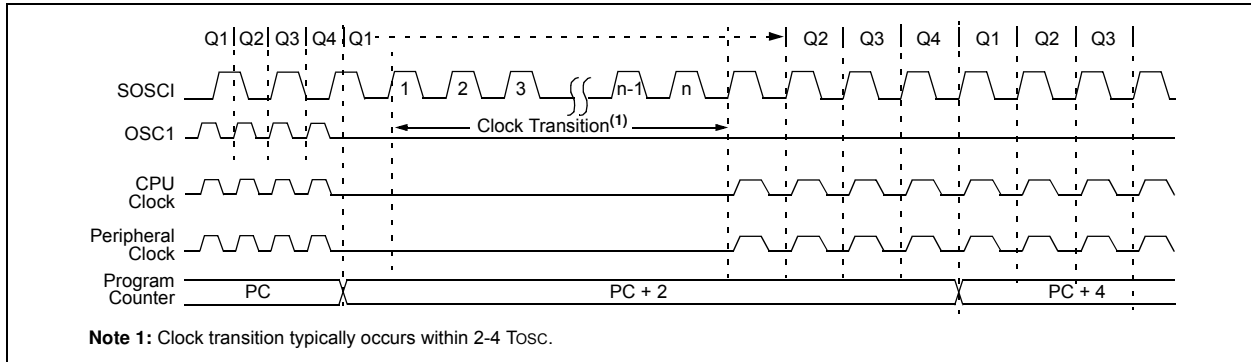 Q1 Q2 Q3 Q4 Q1 Q2 Q3 Q4 Q1 Q2 Q3
SOSCI 1 2 3 n-1 n
OSC1 Clock Transition(1)
CPU
Clock
Peripheral
Clock
Program
Counter PC PC + 2 PC + 4
Note 1: Clock transition typically occurs within 2-4 TOSC.